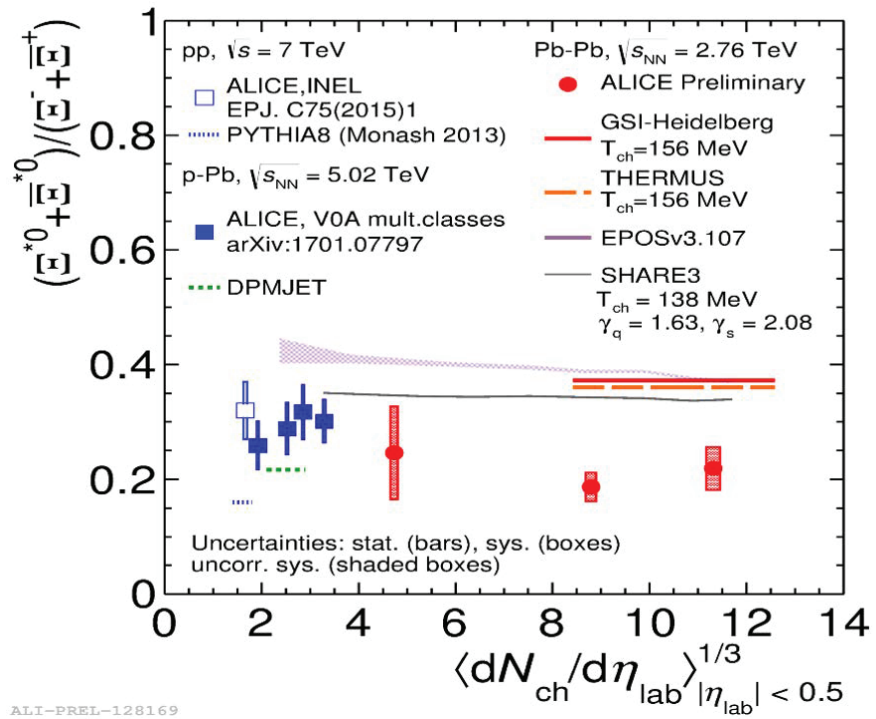 (Ξ*⁰+Ξ̅*⁰)/(Ξ⁻+Ξ̅⁺)
1
0.8
0.6
0.4
0.2
0
pp, √s = 7 TeV
ALICE,INEL
EPJ. C75(2015)1
PYTHIA8 (Monash 2013)
p-Pb, √sNN = 5.02 TeV
ALICE, V0A mult.classes
arXiv:1701.07797
DPMJET
Pb-Pb, √sNN = 2.76 TeV
ALICE Preliminary
GSI-Heidelberg
Tch=156 MeV
THERMUS
Tch=156 MeV
EPOSv3.107
SHARE3
Tch = 138 MeV
γq = 1.63, γs = 2.08
Uncertainties: stat. (bars), sys. (boxes)
uncorr. sys. (shaded boxes)
0 2 4 6 8 10 12 14
⟨dNch/dηlab⟩^1/3 |ηlab| < 0.5
ALI-PREL-128169